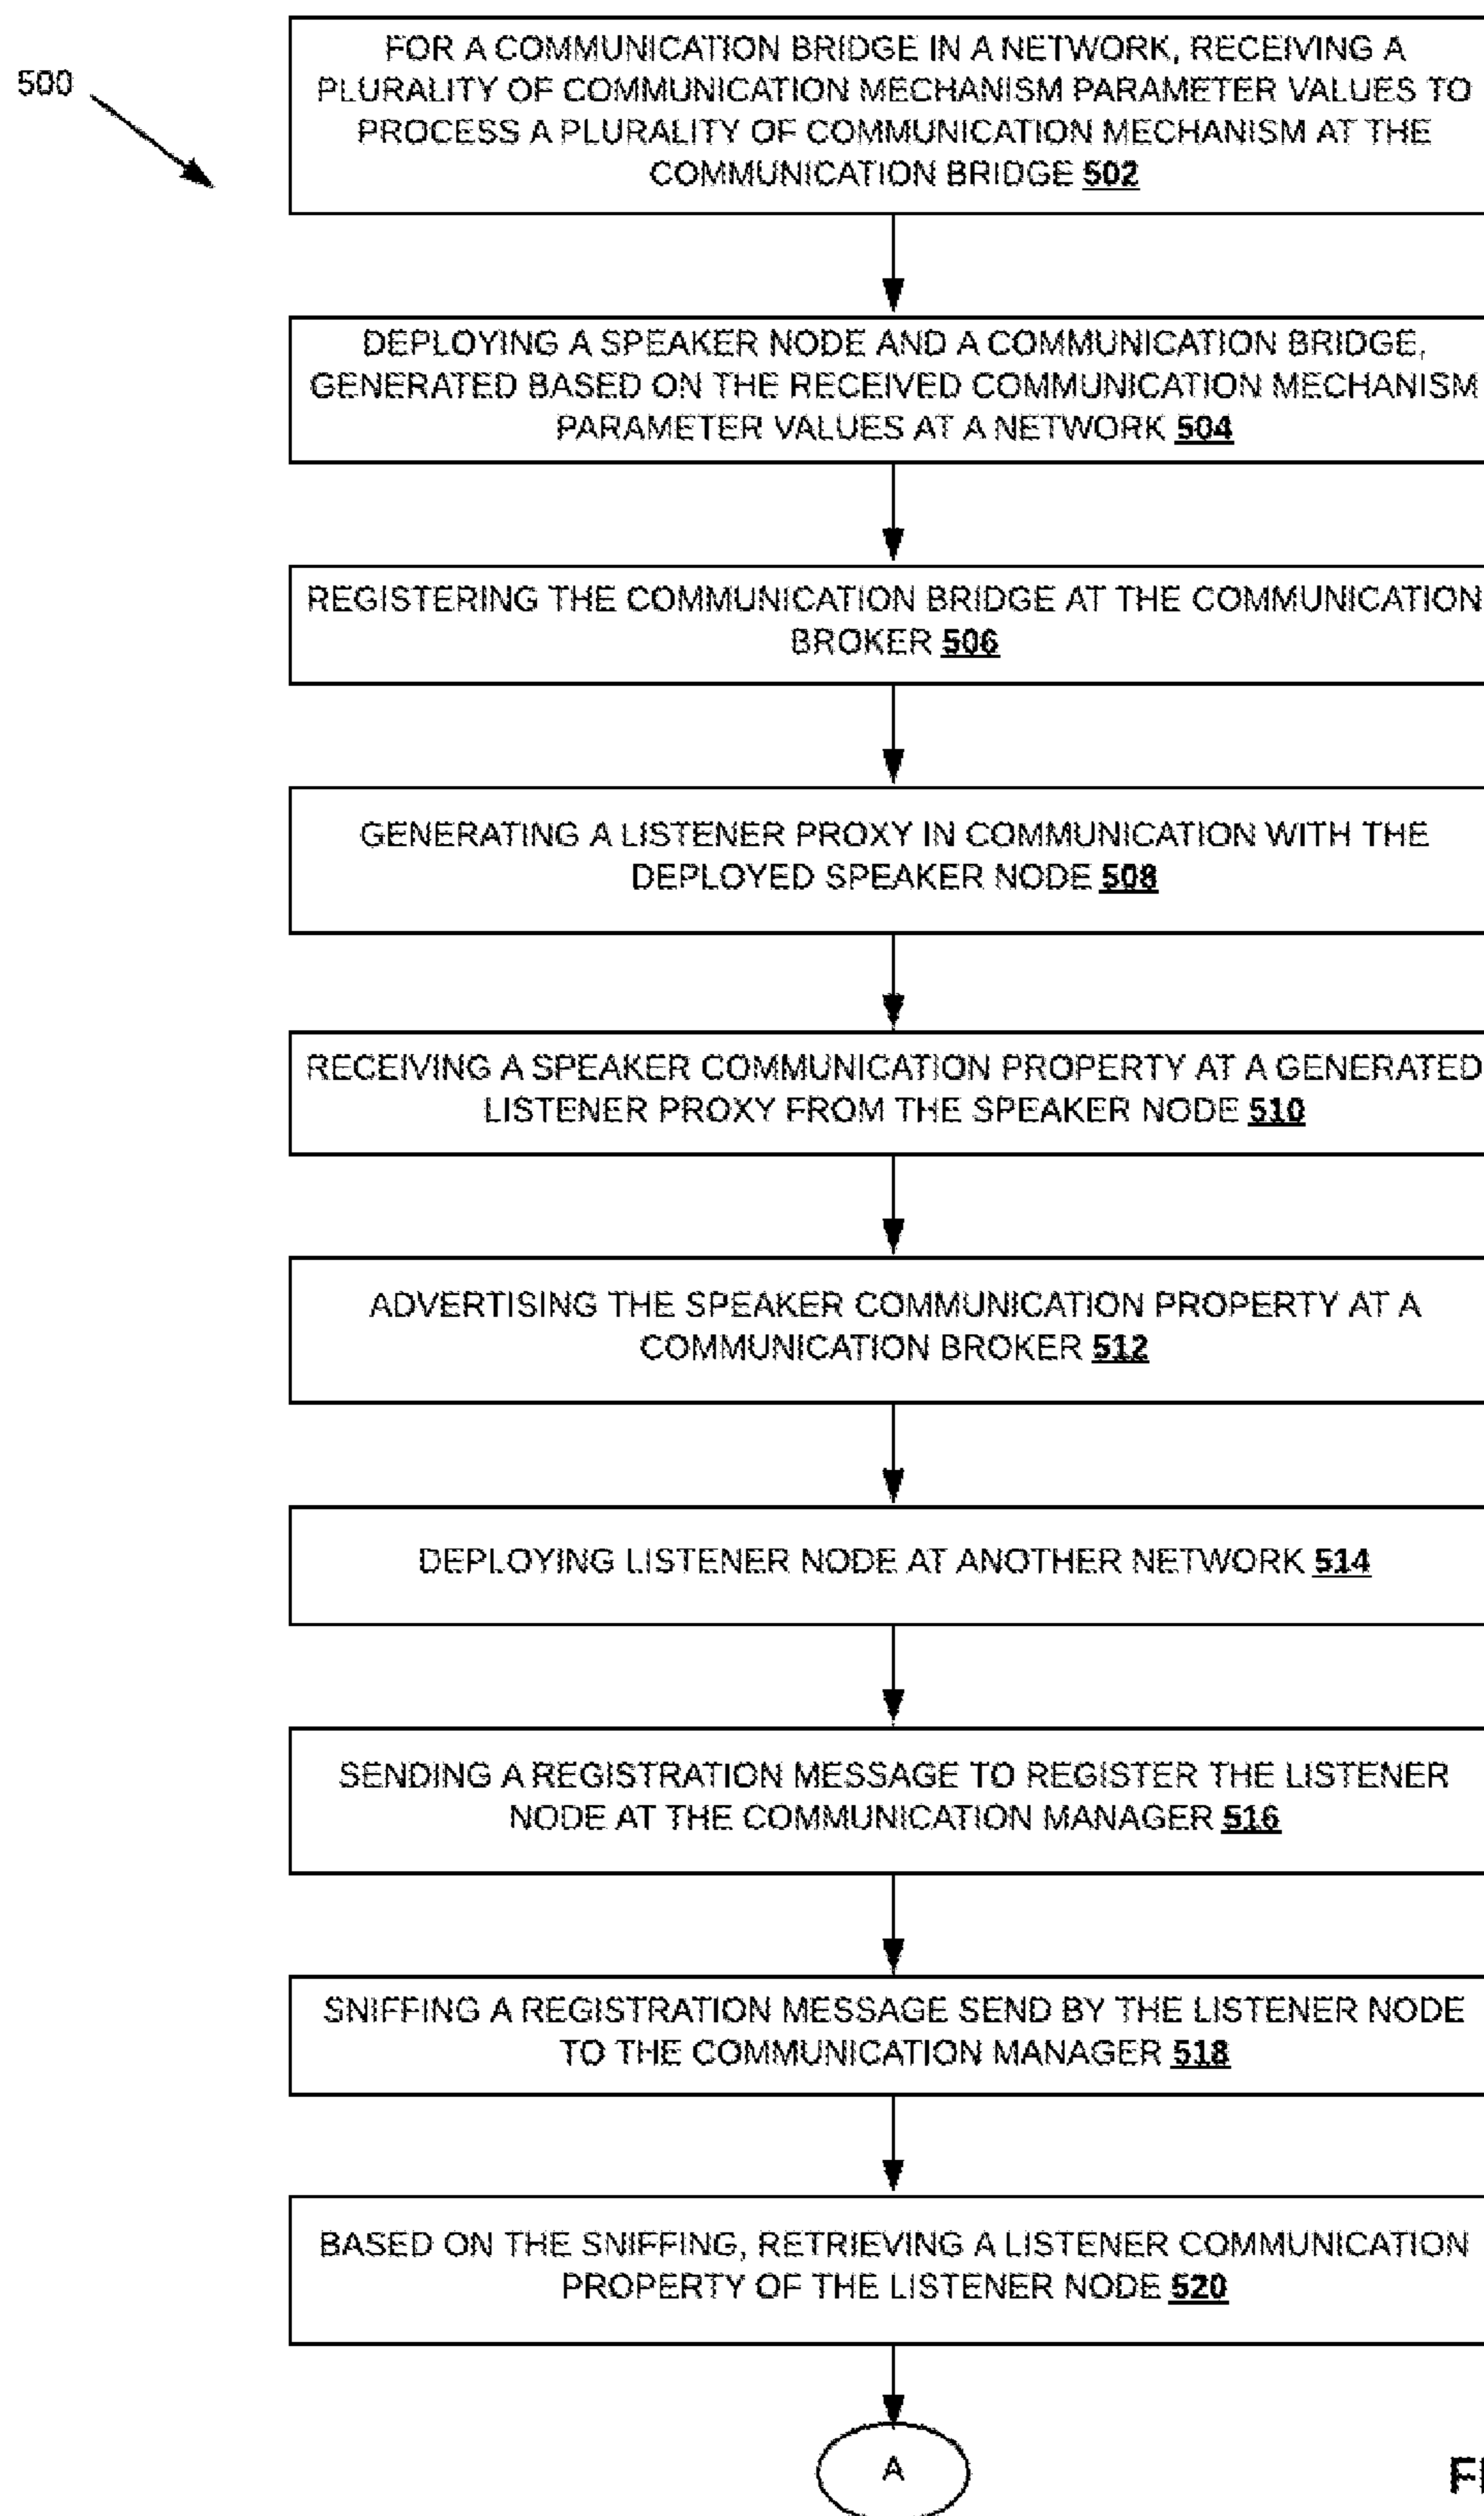 500
FOR A COMMUNICATION BRIDGE IN A NETWORK, RECEIVING A
PLURALITY OF COMMUNICATION MECHANISM PARAMETER VALUES TO
PROCESS A PLURALITY OF COMMUNICATION MECHANISM AT THE
COMMUNICATION BRIDGE 502
DEPLOYING A SPEAKER NODE AND A COMMUNICATION BRIDGE,
GENERATED BASED ON THE RECEIVED COMMUNICATION MECHANISM
PARAMETER VALUES AT A NETWORK 504
REGISTERING THE COMMUNICATION BRIDGE AT THE COMMUNICATION
BROKER 506
GENERATING A LISTENER PROXY IN COMMUNICATION WITH THE
DEPLOYED SPEAKER NODE 508
RECEIVING A SPEAKER COMMUNICATION PROPERTY AT A GENERATED
LISTENER PROXY FROM THE SPEAKER NODE 510
ADVERTISING THE SPEAKER COMMUNICATION PROPERTY AT A
COMMUNICATION BROKER 512
DEPLOYING LISTENER NODE AT ANOTHER NETWORK 514
SENDING A REGISTRATION MESSAGE TO REGISTER THE LISTENER
NODE AT THE COMMUNICATION MANAGER 516
SNIFFING A REGISTRATION MESSAGE SEND BY THE LISTENER NODE
TO THE COMMUNICATION MANAGER 518
BASED ON THE SNIFFING, RETRIEVING A LISTENER COMMUNICATION
PROPERTY OF THE LISTENER NODE 520
A